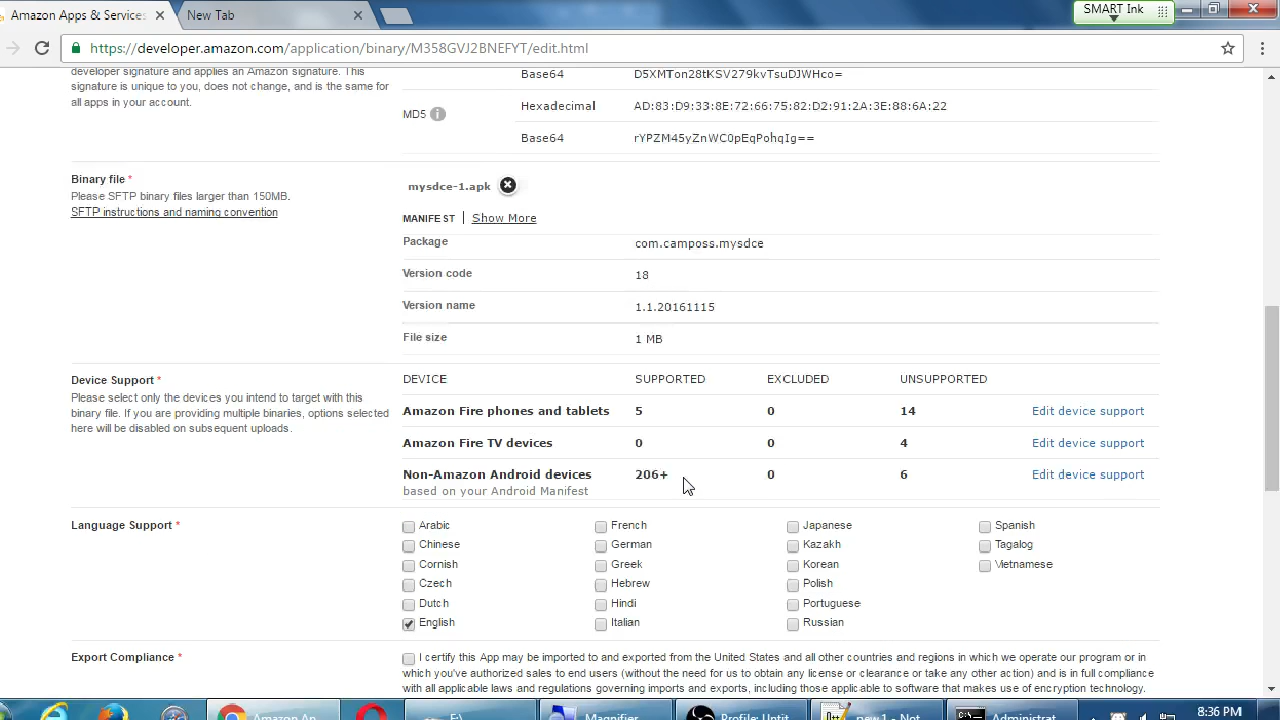 Amazon Apps & Services
New Tab
SMART Ink
https://developer.amazon.com/application/binary/M358GVJ2BNEFYT/edit.html
developer signature and applies an Amazon signature. This
signature is unique to you, does not change, and is the same for
all apps in your account.
Base64 D5XMTon28tKSV279kvTsuDJWHco=
MD5
Hexadecimal AD:83:D9:33:8E:72:66:75:82:D2:91:2A:3E:88:6A:22
Base64 rYPZM45yZnWC0pEqPohqIg==
Binary file *
Please SFTP binary files larger than 150MB.
SFTP instructions and naming convention
mysdce-1.apk
MANIFEST | Show More
Package com.camposs.mysdce
Version code 18
Version name 1.1.20161115
File size 1 MB
Device Support *
Please select only the devices you intend to target with this
binary file. If you are providing multiple binaries, options selected
here will be disabled on subsequent uploads.
DEVICE SUPPORTED EXCLUDED UNSUPPORTED
Amazon Fire phones and tablets 5 0 14 Edit device support
Amazon Fire TV devices 0 0 4 Edit device support
Non-Amazon Android devices 206+ 0 6 Edit device support
based on your Android Manifest
Language Support *
Arabic French Japanese Spanish
Chinese German Kazakh Tagalog
Cornish Greek Korean Vietnamese
Czech Hebrew Polish
Dutch Hindi Portuguese
English Italian Russian
Export Compliance *
I certify this App may be imported to and exported from the United States and all other countries and regions in which we operate our program or in
which you've authorized sales to end users (without the need for us to obtain any license or clearance or take any other action) and is in full compliance
with all applicable laws and regulations governing imports and exports, including those applicable to software that makes use of encryption technology.
Amazon An
F:\
Magnifier
Profile: Untit
new 1 - Not
Administrat
8:36 PM